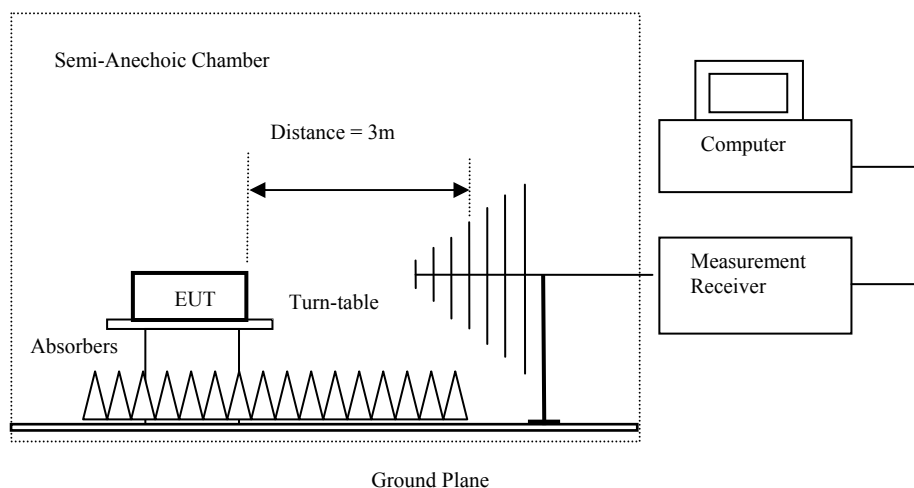 Semi-Anechoic Chamber
Distance = 3m
Computer
Measurement
Receiver
EUT
Turn-table
Absorbers
Ground Plane